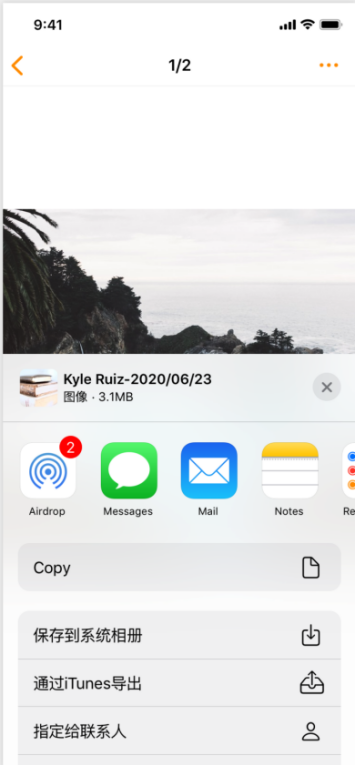 9:41
1/2
Kyle Ruiz-2020/06/23
图像 · 3.1MB
2
Airdrop
Messages
Mail
Notes
Re
Copy
保存到系统相册
通过iTunes导出
指定给联系人